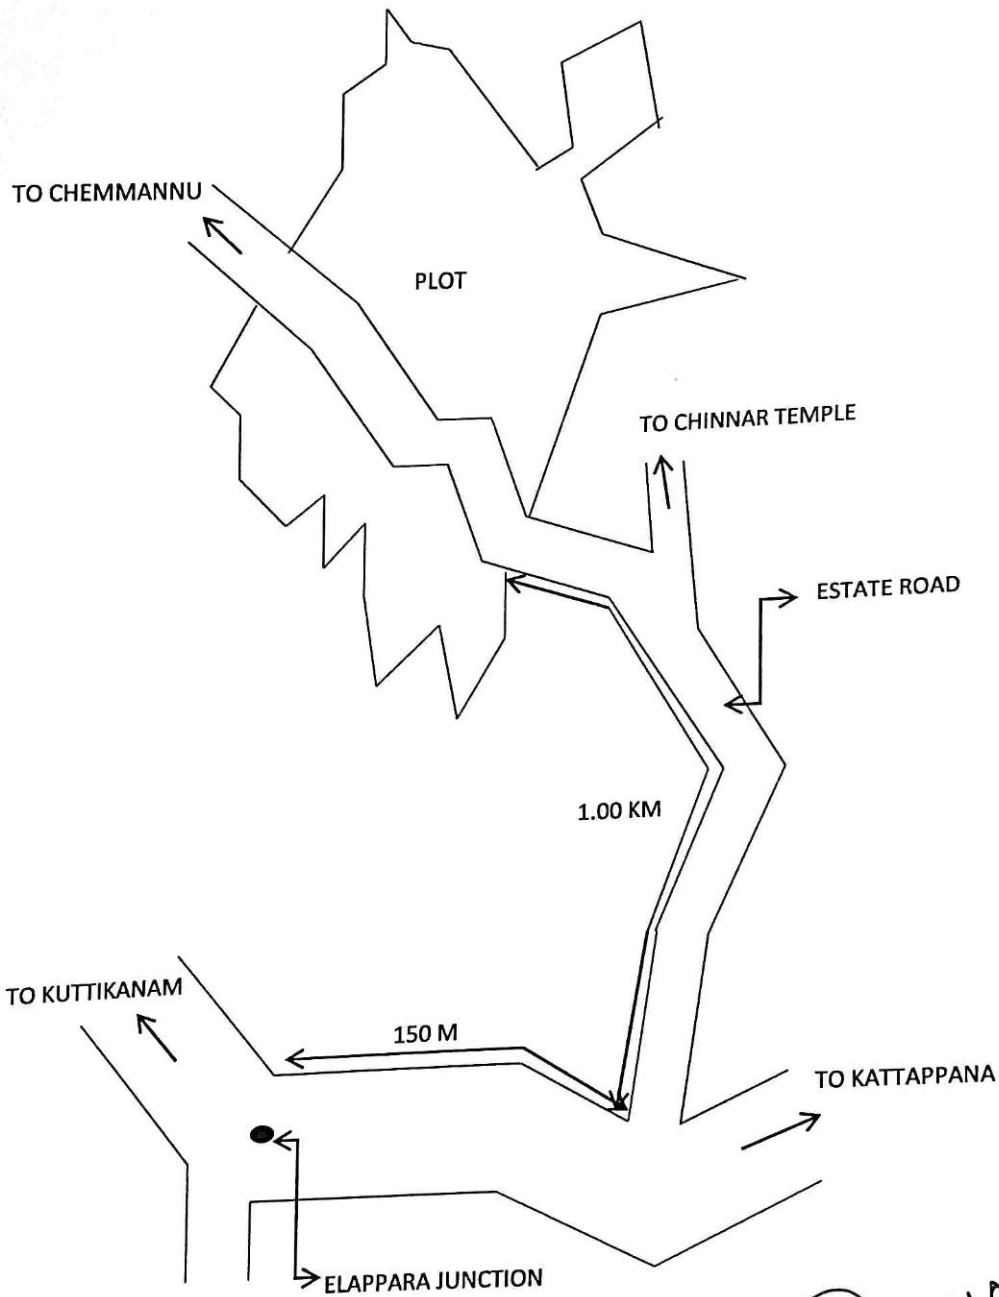 TO CHEMMANNU
PLOT
TO CHINNAR TEMPLE
ESTATE ROAD
1.00 KM
TO KUTTIKANAM
150 M
TO KATTAPPANA
ELAPPARA JUNCTION